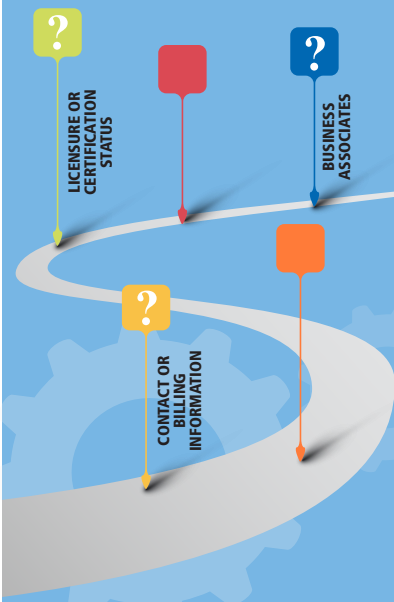 ?
LICENSURE OR
CERTIFICATION
STATUS
?
BUSINESS
ASSOCIATES
?
CONTACT OR
BILLING
INFORMATION